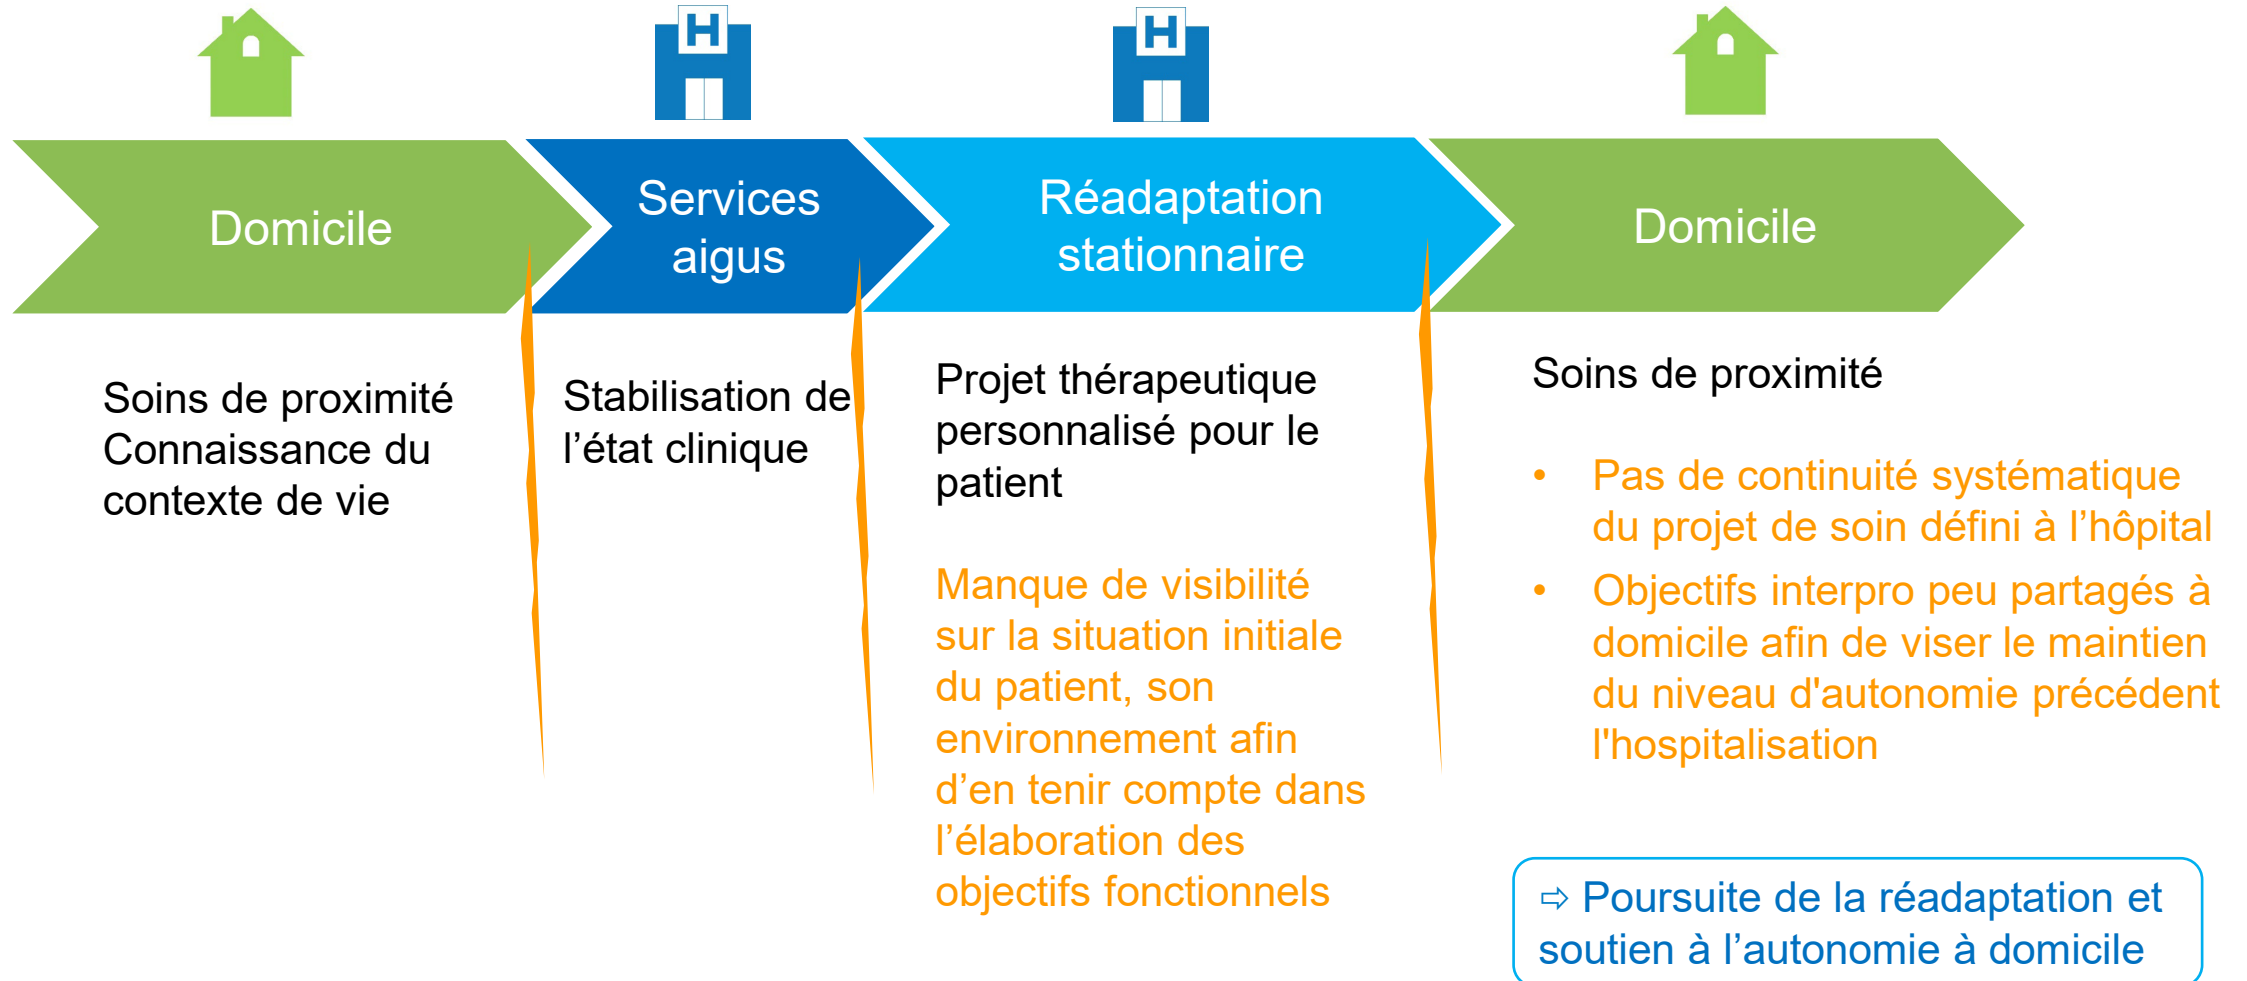 H
H
Domicile
Services
aigus
Réadaptation
stationnaire
Domicile
Soins de proximité
Connaissance du
contexte de vie
Stabilisation de
l’état clinique
Projet thérapeutique
personnalisé pour le
patient
Manque de visibilité
sur la situation initiale
du patient, son
environnement afin
d’en tenir compte dans
l’élaboration des
objectifs fonctionnels
Soins de proximité
• Pas de continuité systématique
du projet de soin défini à l’hôpital
• Objectifs interpro peu partagés à
domicile afin de viser le maintien
du niveau d'autonomie précédent
l'hospitalisation
⇨ Poursuite de la réadaptation et
soutien à l’autonomie à domicile